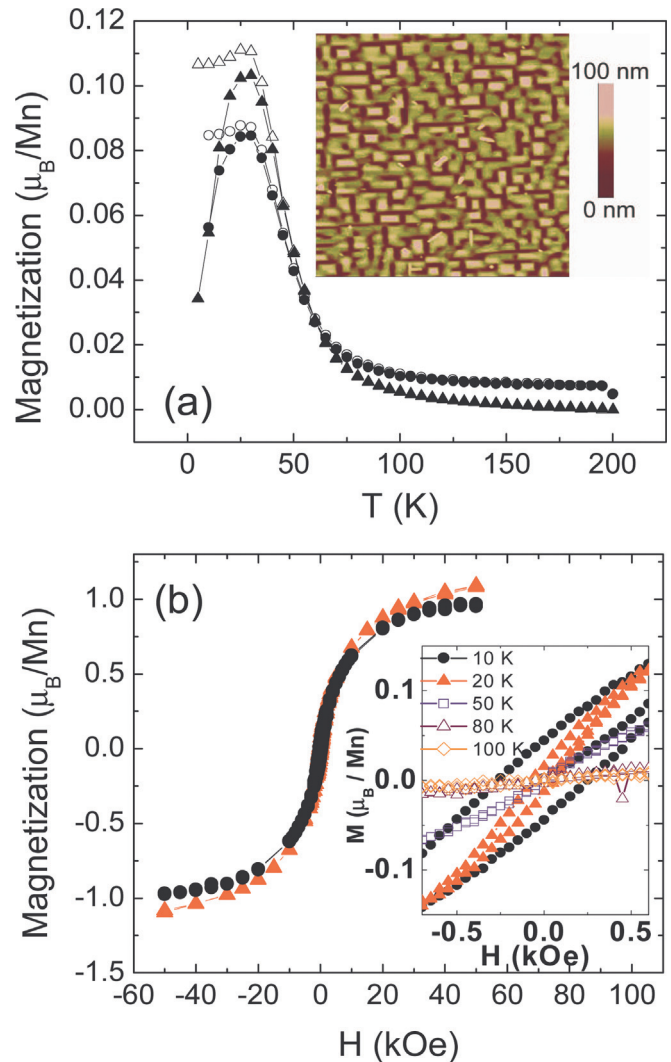 0.12
0.10
0.08
0.06
0.04
0.02
0.00
Magnetization (μB/Mn)
100 nm
0 nm
(a)
0 50 100 150 200
T (K)
1.0
0.5
0.0
-0.5
-1.0
-1.5
Magnetization (μB/Mn)
(b)
10 K
20 K
50 K
80 K
100 K
0.1
0.0
-0.1
M (μB / Mn)
-0.5 0.0 0.5
H (kOe)
-60 -40 -20 0 20 40 60 80 100
H (kOe)